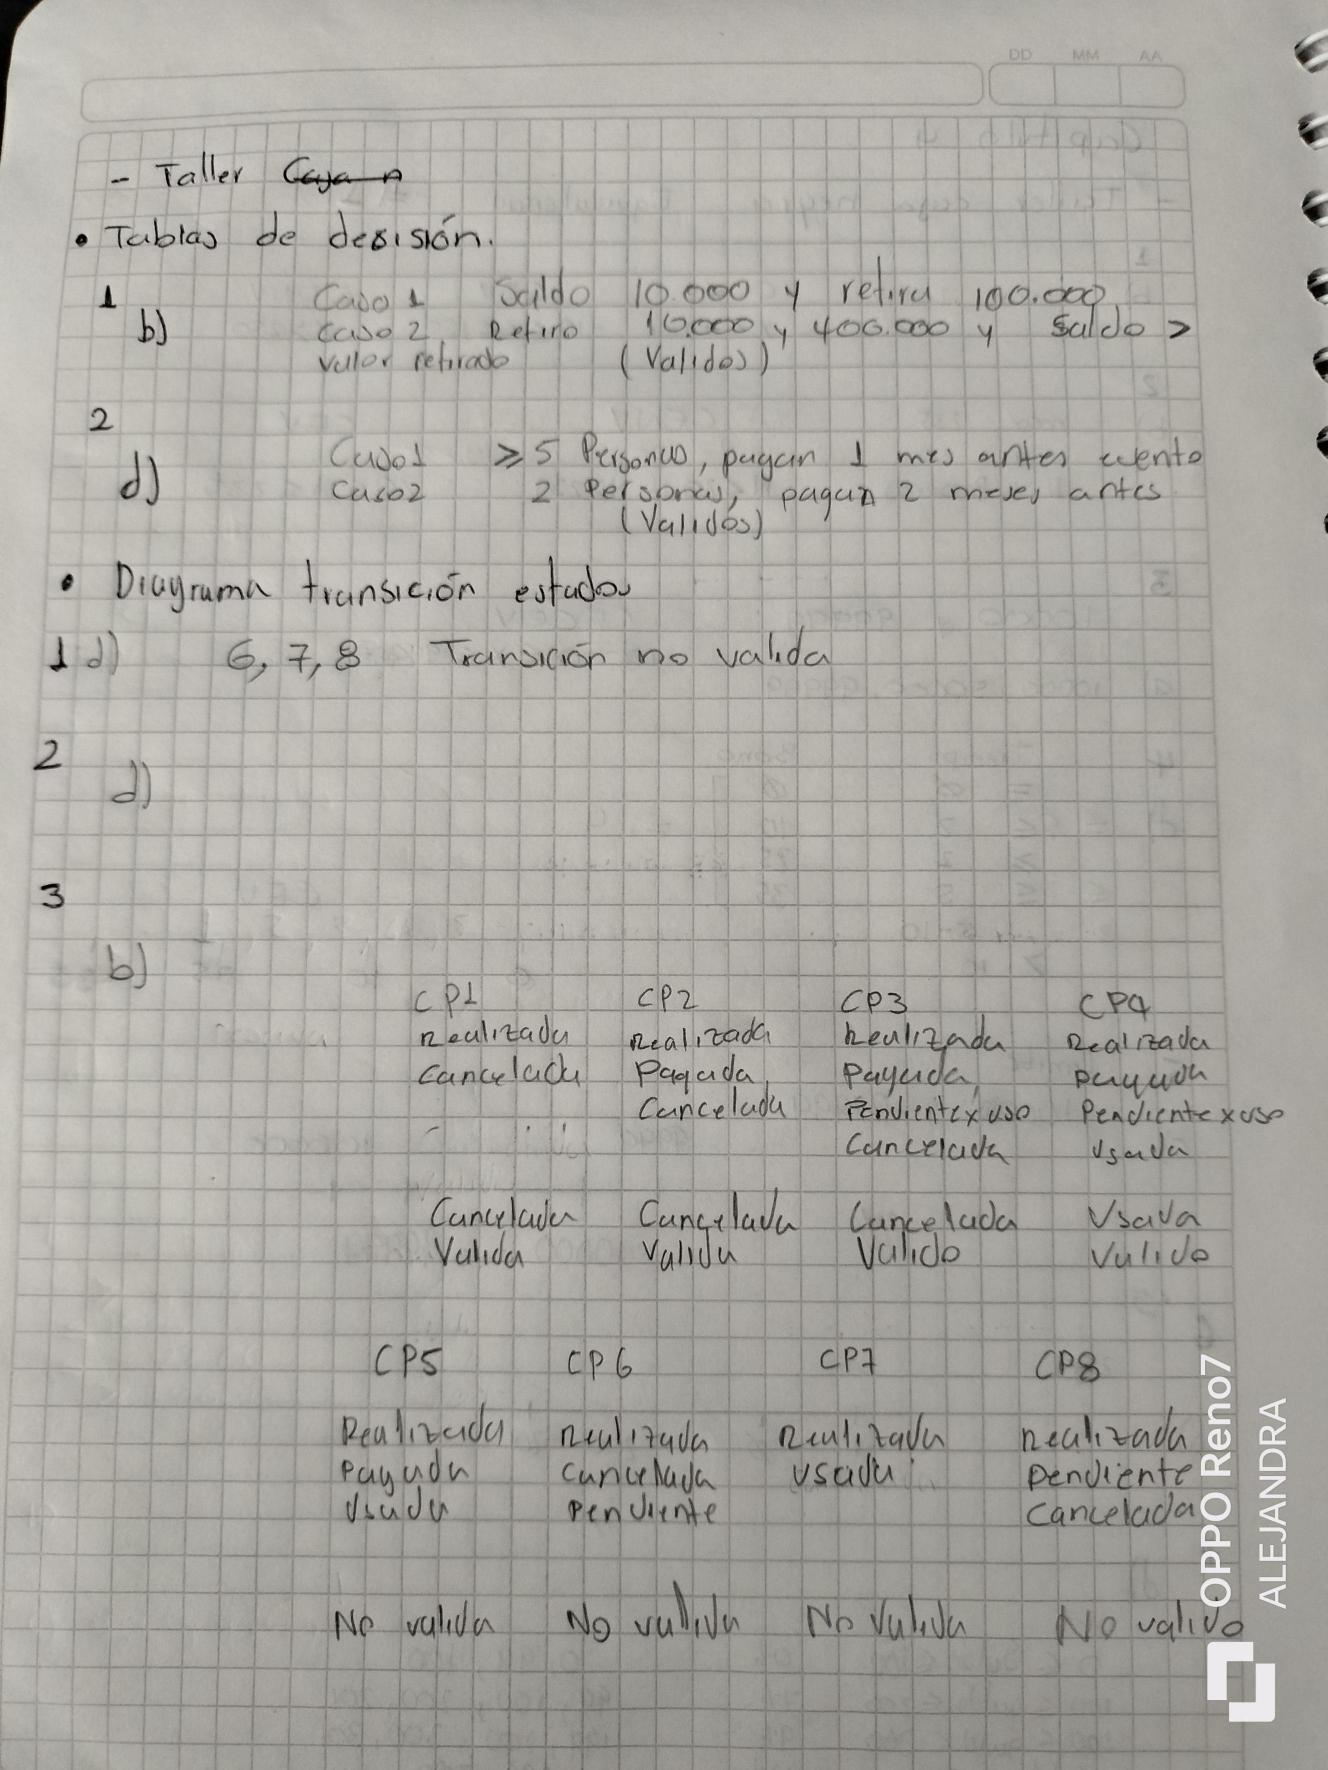 DD MM AA
- Taller Caja n
• Tablas de desisión.
1
b) Caso 1 Saldo 10.000 y retira 100.000
Caso 2 Retiro 10.000 y 400.000 y Saldo >
valor retirado (Validos)
2
d) Caso1 ≥ 5 Personas, pagan 1 mes antes evento
Caso2 2 Personas, pagan 2 meses antes
(Validos)
• Diagrama transición estados
1 d) 6, 7, 8 Transición no valida
2
d)
3
b)
CP1 CP2 CP3 CP4
Realizada Realizada Realizada Realizada
Cancelada Pagada, Pagada, pagada
Cancelada Pendiente x uso Pendiente x uso
Cancelada Usada
Cancelada Cancelada Cancelada Usada
Valida Valida Valido Valido
CP5 CP6 CP7 CP8
Realizada Realizada Realizada Realizada
Pagada Cancelada Usada Pendiente
Usada Pendiente Cancelada
No valida No valida No Valida No valido
OPPO Reno7
ALEJANDRA